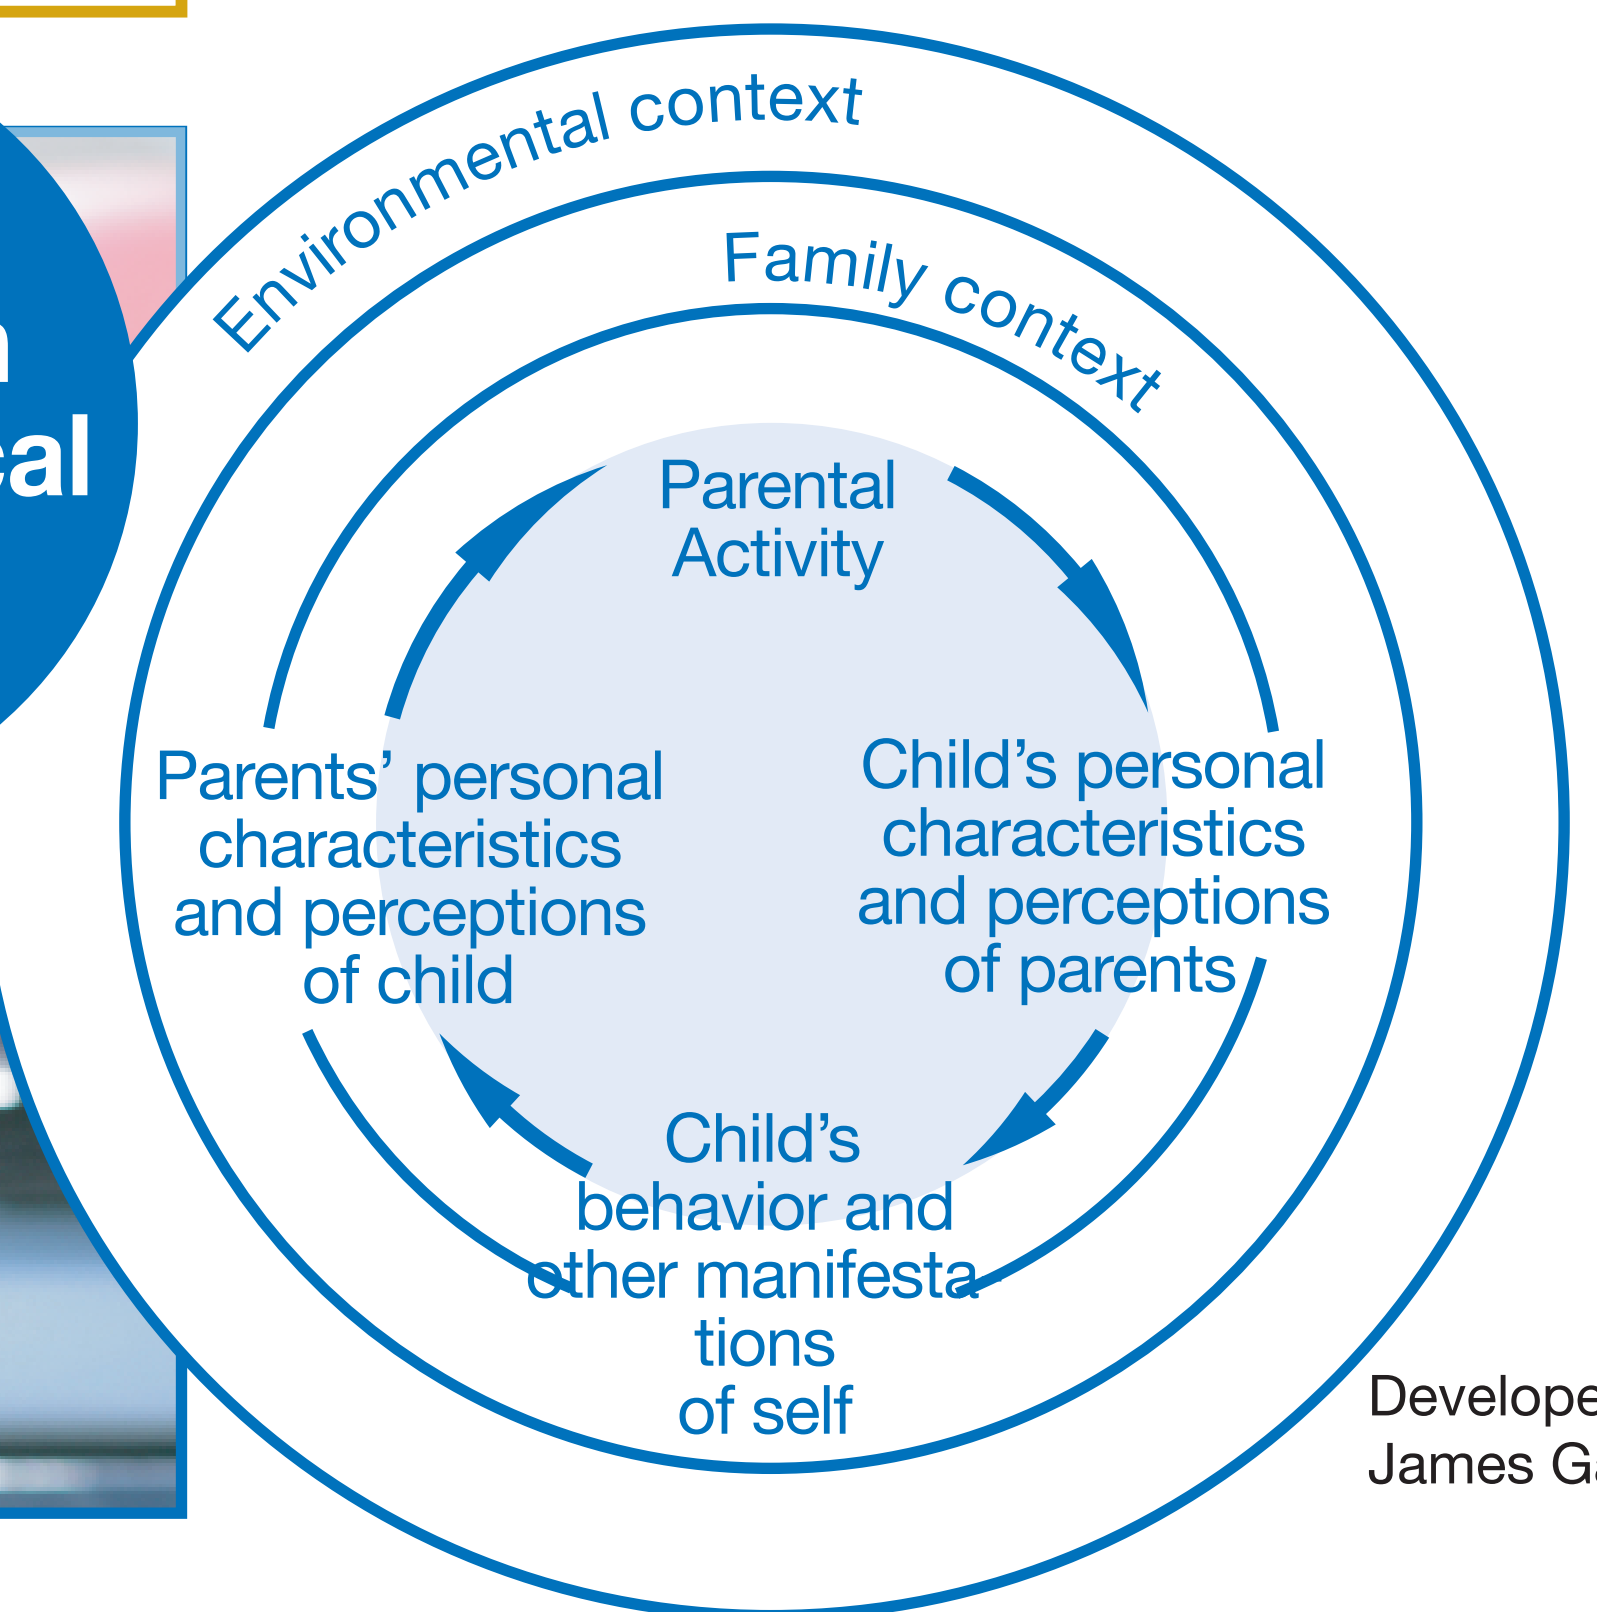 Environmental context
Family context
Parental
Activity
Parents’ personal
characteristics
and perceptions
of child
Child’s personal
characteristics
and perceptions
of parents
Child’s
behavior and
other manifesta-
tions
of self
James